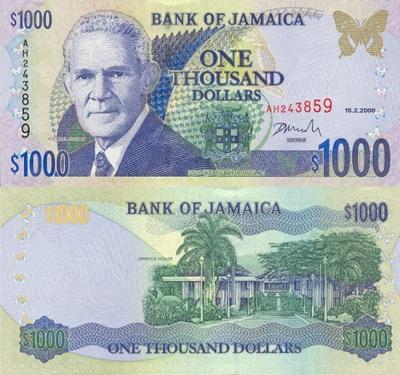 $1000
BANK OF JAMAICA
AH243859
ONE
THOUSAND
DOLLARS
AH243859
15.2.2000
GOVERNOR
$1000
$1000
$1000
BANK OF JAMAICA
$1000
JAMAICA HOUSE
$1000
ONE THOUSAND DOLLARS
$1000